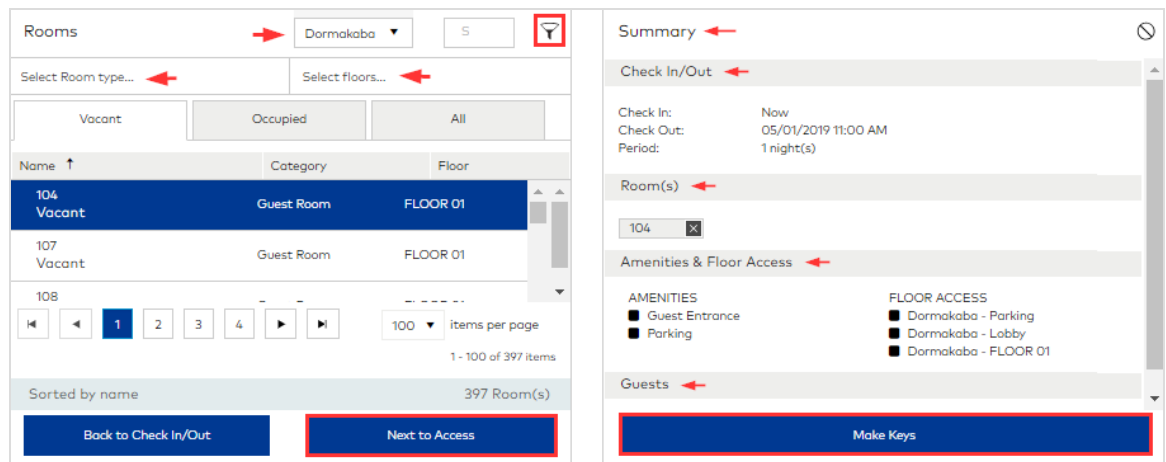 Rooms
Dormakaba
S
Select Room type...
Select floors...
Vacant
Occupied
All
Name
Category
Floor
104
Vacant
Guest Room
FLOOR 01
107
Vacant
Guest Room
FLOOR 01
108
1
2
3
4
100
items per page
1 - 100 of 397 items
Sorted by name
397 Room(s)
Back to Check In/Out
Next to Access
Summary
Check In/Out
Check In: Now
Check Out: 05/01/2019 11:00 AM
Period: 1 night(s)
Room(s)
104
Amenities & Floor Access
AMENITIES
Guest Entrance
Parking
FLOOR ACCESS
Dormakaba - Parking
Dormakaba - Lobby
Dormakaba - FLOOR 01
Guests
Make Keys